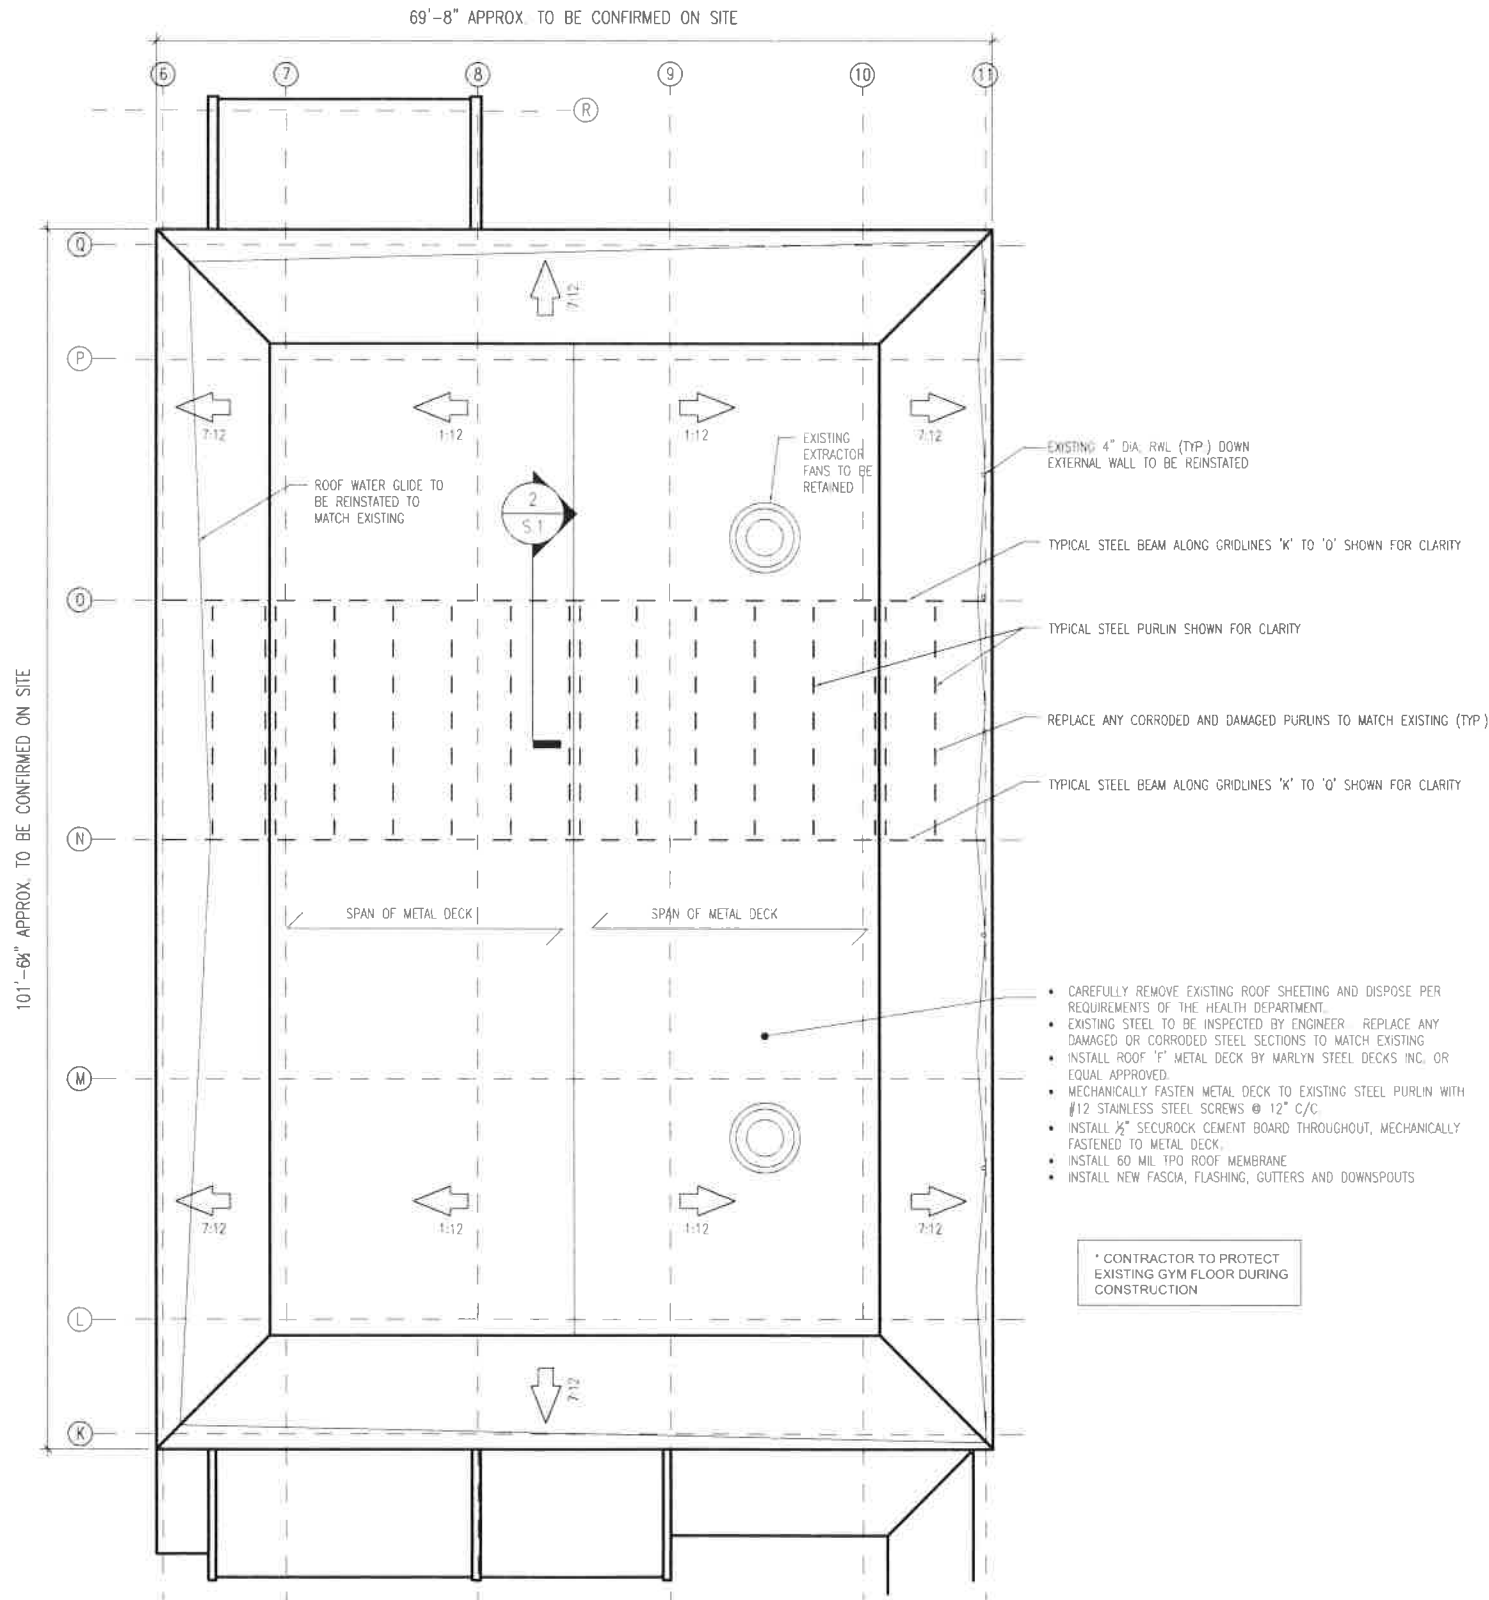 69'-8" APPROX. TO BE CONFIRMED ON SITE
6
7
8
9
10
11
R
Q
P
7:12
7:12
1:12
1:12
7:12
EXISTING
EXTRACTOR
FANS TO BE
RETAINED
EXISTING 4" DIA. RWL (TYP.) DOWN
EXTERNAL WALL TO BE REINSTATED
ROOF WATER GLIDE TO
BE REINSTATED TO
MATCH EXISTING
2
S.1
TYPICAL STEEL BEAM ALONG GRIDLINES 'K' TO 'Q' SHOWN FOR CLARITY
O
TYPICAL STEEL PURLIN SHOWN FOR CLARITY
REPLACE ANY CORRODED AND DAMAGED PURLINS TO MATCH EXISTING (TYP.)
TYPICAL STEEL BEAM ALONG GRIDLINES 'K' TO 'Q' SHOWN FOR CLARITY
N
101'-6½" APPROX. TO BE CONFIRMED ON SITE
SPAN OF METAL DECK
SPAN OF METAL DECK
• CAREFULLY REMOVE EXISTING ROOF SHEETING AND DISPOSE PER
REQUIREMENTS OF THE HEALTH DEPARTMENT.
• EXISTING STEEL TO BE INSPECTED BY ENGINEER. REPLACE ANY
DAMAGED OR CORRODED STEEL SECTIONS TO MATCH EXISTING
• INSTALL ROOF 'F' METAL DECK BY MARLYN STEEL DECKS INC. OR
EQUAL APPROVED.
• MECHANICALLY FASTEN METAL DECK TO EXISTING STEEL PURLIN WITH
#12 STAINLESS STEEL SCREWS @ 12" C/C.
• INSTALL ½" SECUROCK CEMENT BOARD THROUGHOUT, MECHANICALLY
FASTENED TO METAL DECK.
• INSTALL 60 MIL TPO ROOF MEMBRANE
• INSTALL NEW FASCIA, FLASHING, GUTTERS AND DOWNSPOUTS
M
7:12
1:12
1:12
7:12
* CONTRACTOR TO PROTECT
EXISTING GYM FLOOR DURING
CONSTRUCTION
L
7:12
K